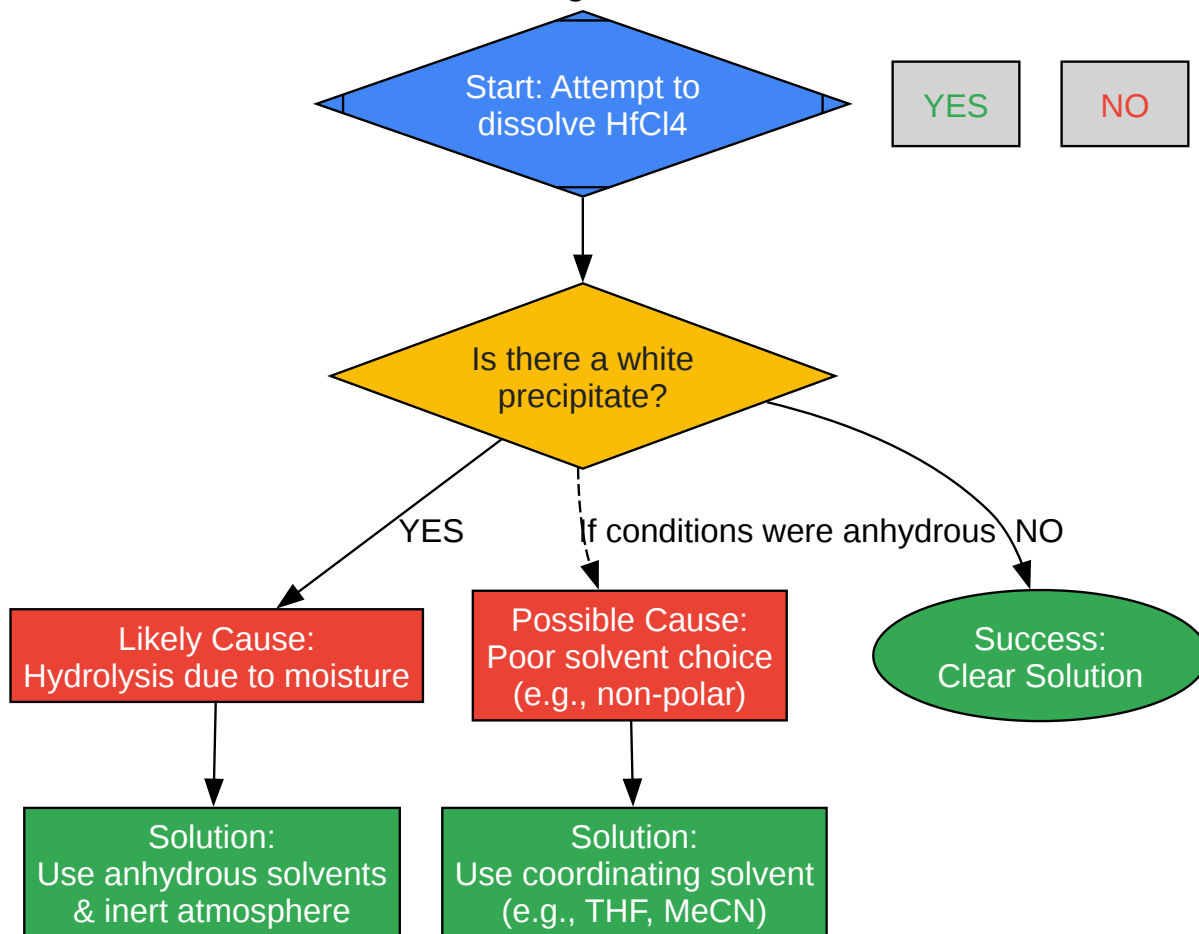 Start: Attempt to
dissolve HfCl4
YES
NO
Is there a white
precipitate?
YES
If conditions were anhydrous
NO
Likely Cause:
Hydrolysis due to moisture
Possible Cause:
Poor solvent choice
(e.g., non-polar)
Success:
Clear Solution
Solution:
Use anhydrous solvents
& inert atmosphere
Solution:
Use coordinating solvent
(e.g., THF, MeCN)